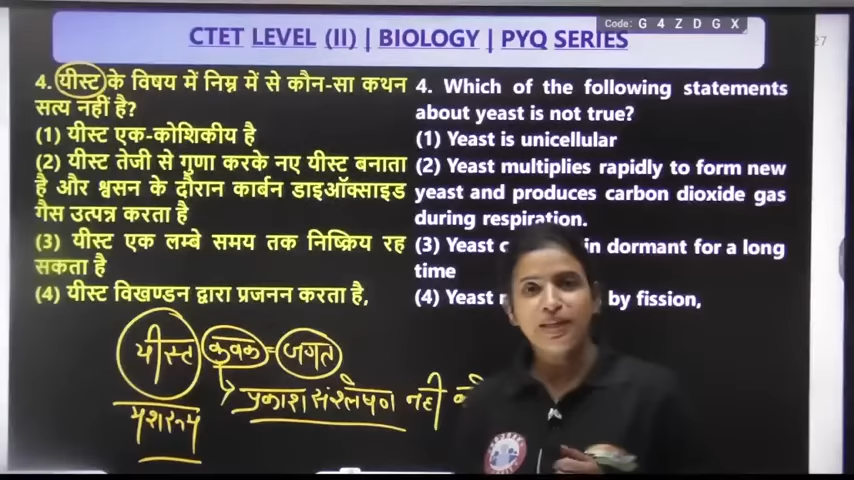 Code: G 4 Z D G X
27
CTET LEVEL (II) | BIOLOGY | PYQ SERIES
4. यीस्ट के विषय में निम्न में से कौन-सा कथन
सत्य नहीं है?
(1) यीस्ट एक-कोशिकीय है
(2) यीस्ट तेजी से गुणा करके नए यीस्ट बनाता
है और श्वसन के दौरान कार्बन डाइऑक्साइड
गैस उत्पन्न करता है
(3) यीस्ट एक लम्बे समय तक निष्क्रिय रह
सकता है
(4) यीस्ट विखण्डन द्वारा प्रजनन करता है,
4. Which of the following statements
about yeast is not true?
(1) Yeast is unicellular
(2) Yeast multiplies rapidly to form new
yeast and produces carbon dioxide gas
during respiration.
(3) Yeast in dormant for a long
time
(4) Yeast by fission,
यीस्ट कवक = जगत
प्रकाश संश्लेषण नही
मशरूम